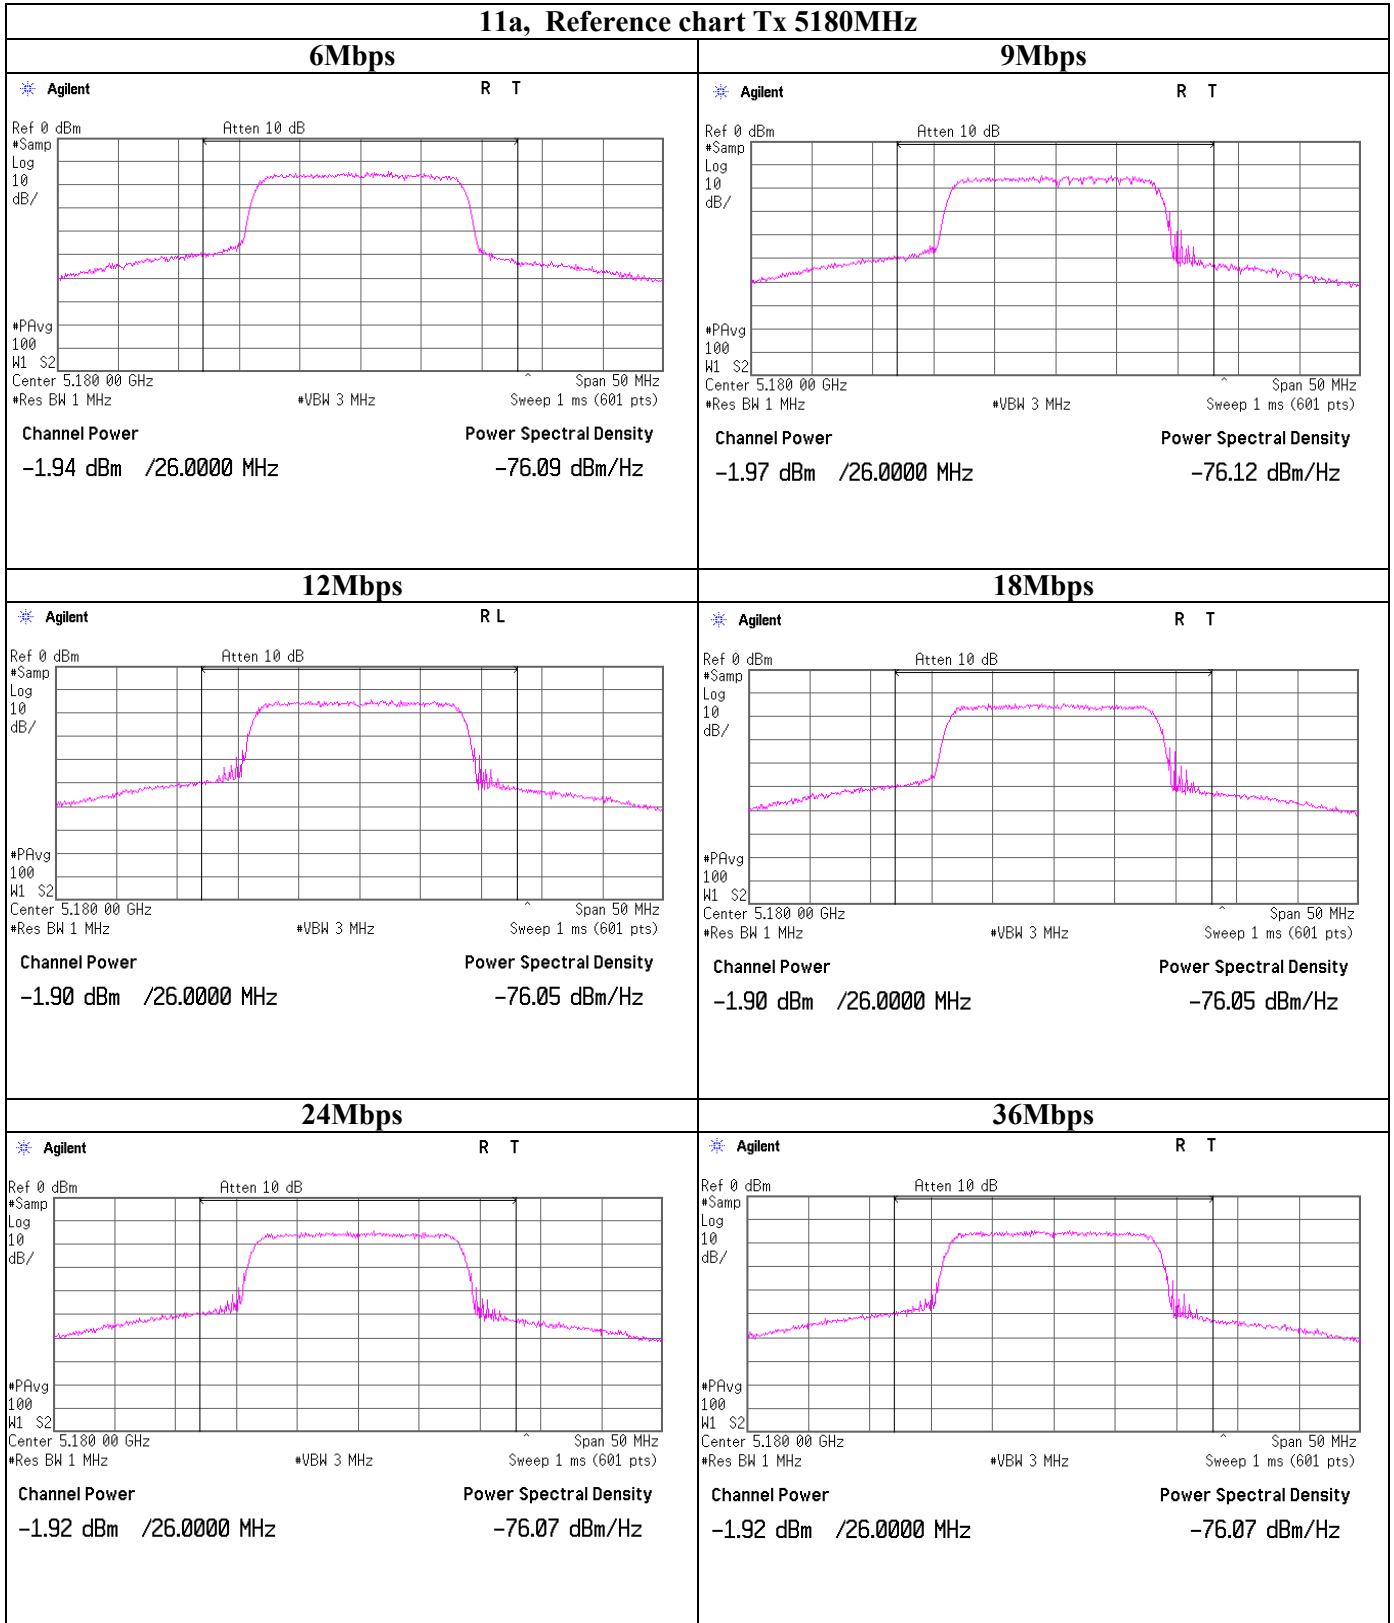 11a, Reference chart Tx 5180MHz
6Mbps
Agilent R T
Ref 0 dBm Atten 10 dB
#Samp
Log
10
dB/
#PAvg
100
W1 S2
Center 5.180 00 GHz Span 50 MHz
#Res BW 1 MHz #VBW 3 MHz Sweep 1 ms (601 pts)
Channel Power Power Spectral Density
-1.94 dBm /26.0000 MHz -76.09 dBm/Hz
9Mbps
Agilent R T
Ref 0 dBm Atten 10 dB
#Samp
Log
10
dB/
#PAvg
100
W1 S2
Center 5.180 00 GHz ^ Span 50 MHz
#Res BW 1 MHz #VBW 3 MHz Sweep 1 ms (601 pts)
Channel Power Power Spectral Density
-1.97 dBm /26.0000 MHz -76.12 dBm/Hz
12Mbps
Agilent R L
Ref 0 dBm Atten 10 dB
#Samp
Log
10
dB/
#PAvg
100
W1 S2
Center 5.180 00 GHz ^ Span 50 MHz
#Res BW 1 MHz #VBW 3 MHz Sweep 1 ms (601 pts)
Channel Power Power Spectral Density
-1.90 dBm /26.0000 MHz -76.05 dBm/Hz
18Mbps
Agilent R T
Ref 0 dBm Atten 10 dB
#Samp
Log
10
dB/
#PAvg
100
W1 S2
Center 5.180 00 GHz ^ Span 50 MHz
#Res BW 1 MHz #VBW 3 MHz Sweep 1 ms (601 pts)
Channel Power Power Spectral Density
-1.90 dBm /26.0000 MHz -76.05 dBm/Hz
24Mbps
Agilent R T
Ref 0 dBm Atten 10 dB
#Samp
Log
10
dB/
#PAvg
100
W1 S2
Center 5.180 00 GHz ^ Span 50 MHz
#Res BW 1 MHz #VBW 3 MHz Sweep 1 ms (601 pts)
Channel Power Power Spectral Density
-1.92 dBm /26.0000 MHz -76.07 dBm/Hz
36Mbps
Agilent R T
Ref 0 dBm Atten 10 dB
#Samp
Log
10
dB/
#PAvg
100
W1 S2
Center 5.180 00 GHz ^ Span 50 MHz
#Res BW 1 MHz #VBW 3 MHz Sweep 1 ms (601 pts)
Channel Power Power Spectral Density
-1.92 dBm /26.0000 MHz -76.07 dBm/Hz